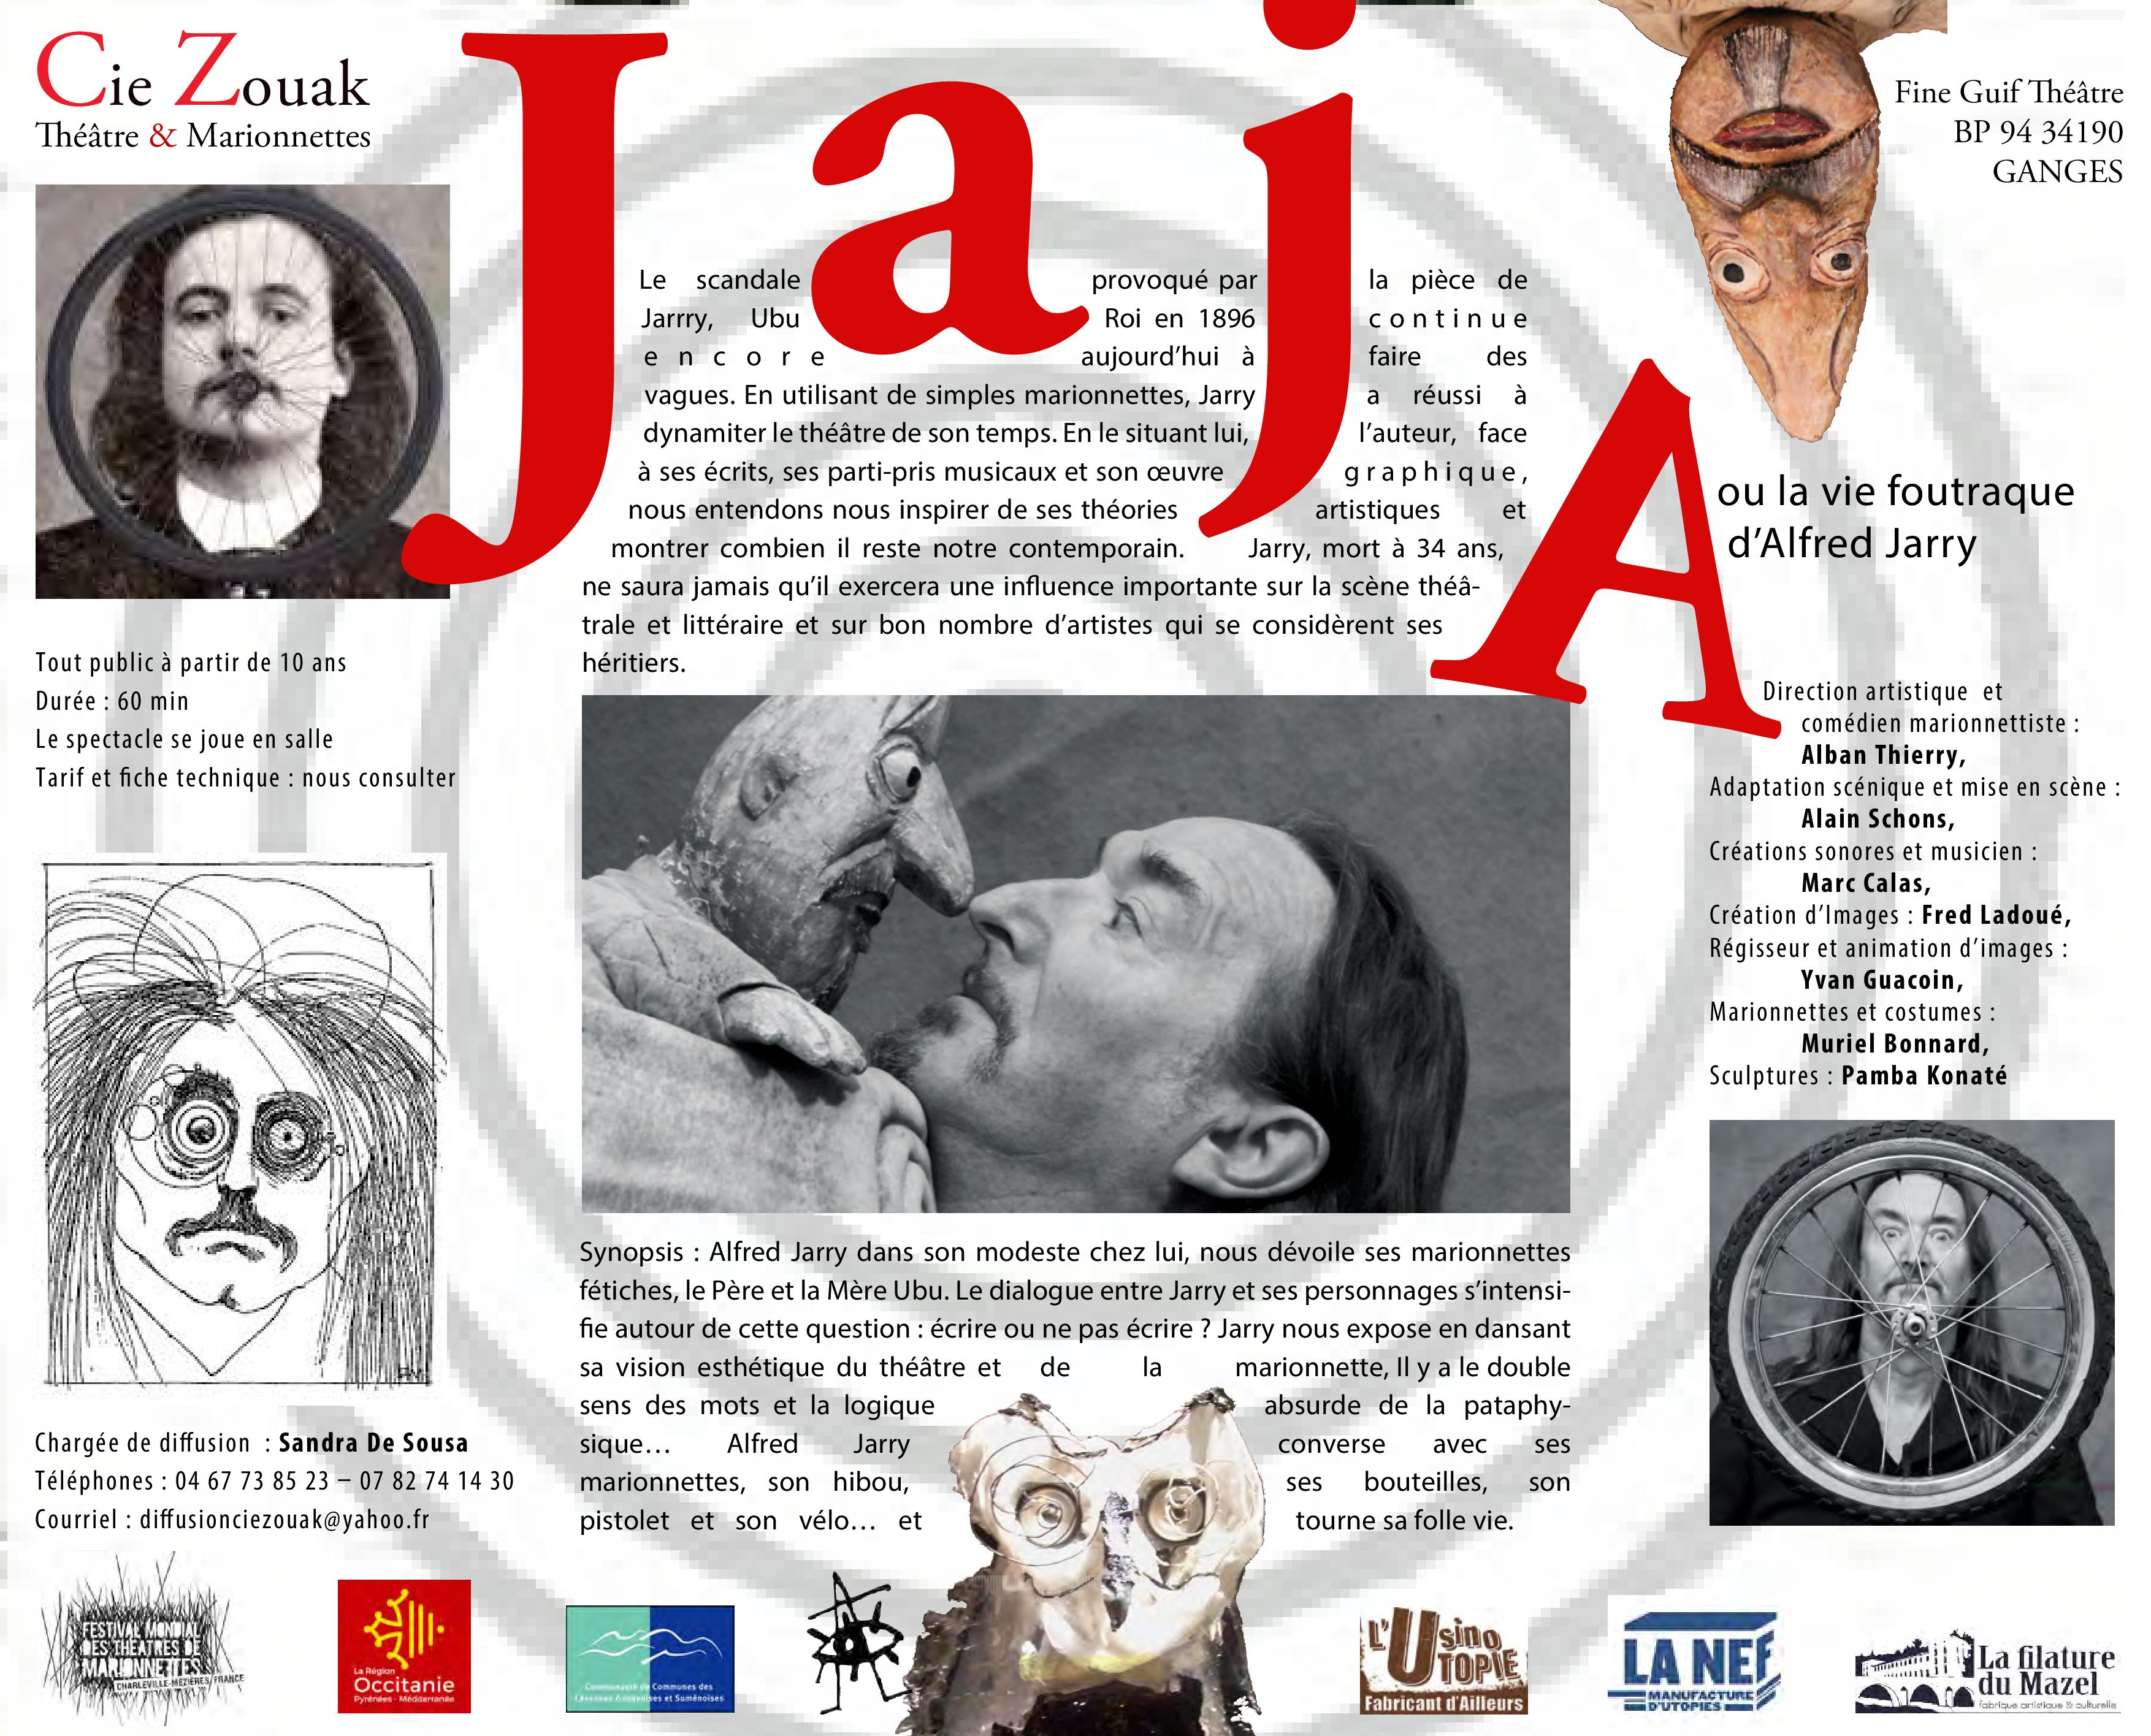 Cie Zouak
Théâtre & Marionnettes
JajA
Fine Guif Théâtre
BP 94 34190
GANGES
ou la vie foutraque
d'Alfred Jarry
Le scandale provoqué par la pièce de
Jarrry, Ubu Roi en 1896 continue
encore aujourd'hui à faire des
vagues. En utilisant de simples marionnettes, Jarry a réussi à
dynamiter le théâtre de son temps. En le situant lui, l'auteur, face
à ses écrits, ses parti-pris musicaux et son œuvre graphique,
nous entendons nous inspirer de ses théories artistiques et
montrer combien il reste notre contemporain. Jarry, mort à 34 ans,
ne saura jamais qu'il exercera une influence importante sur la scène théâ-
trale et littéraire et sur bon nombre d'artistes qui se considèrent ses
héritiers.
Tout public à partir de 10 ans
Durée : 60 min
Le spectacle se joue en salle
Tarif et fiche technique : nous consulter
Direction artistique et
comédien marionnettiste :
Alban Thierry,
Adaptation scénique et mise en scène :
Alain Schons,
Créations sonores et musicien :
Marc Calas,
Création d'Images : Fred Ladoué,
Régisseur et animation d'images :
Yvan Guacoin,
Marionnettes et costumes :
Muriel Bonnard,
Sculptures : Pamba Konaté
Synopsis : Alfred Jarry dans son modeste chez lui, nous dévoile ses marionnettes
fétiches, le Père et la Mère Ubu. Le dialogue entre Jarry et ses personnages s'intensi-
fie autour de cette question : écrire ou ne pas écrire ? Jarry nous expose en dansant
sa vision esthétique du théâtre et de la marionnette, Il y a le double
sens des mots et la logique absurde de la pataphy-
sique… Alfred Jarry converse avec ses
marionnettes, son hibou, ses bouteilles, son
pistolet et son vélo… et tourne sa folle vie.
Chargée de diffusion : Sandra De Sousa
Téléphones : 04 67 73 85 23 – 07 82 74 14 30
Courriel : diffusionciezouak@yahoo.fr
FESTIVAL MONDIAL
DES THÉÂTRES DE
MARIONNETTES
CHARLEVILLE-MÉZIÈRES/FRANCE
La Région
Occitanie
Pyrénées - Méditerranée
Communauté de Communes des
Cévennes Gangeoises et Suménoises
L'Usino
UTOPIE
Fabricant d'Ailleurs
LA NEF
MANUFACTURE
D'UTOPIES
La filature
du Mazel
fabrique artistique & culturelle